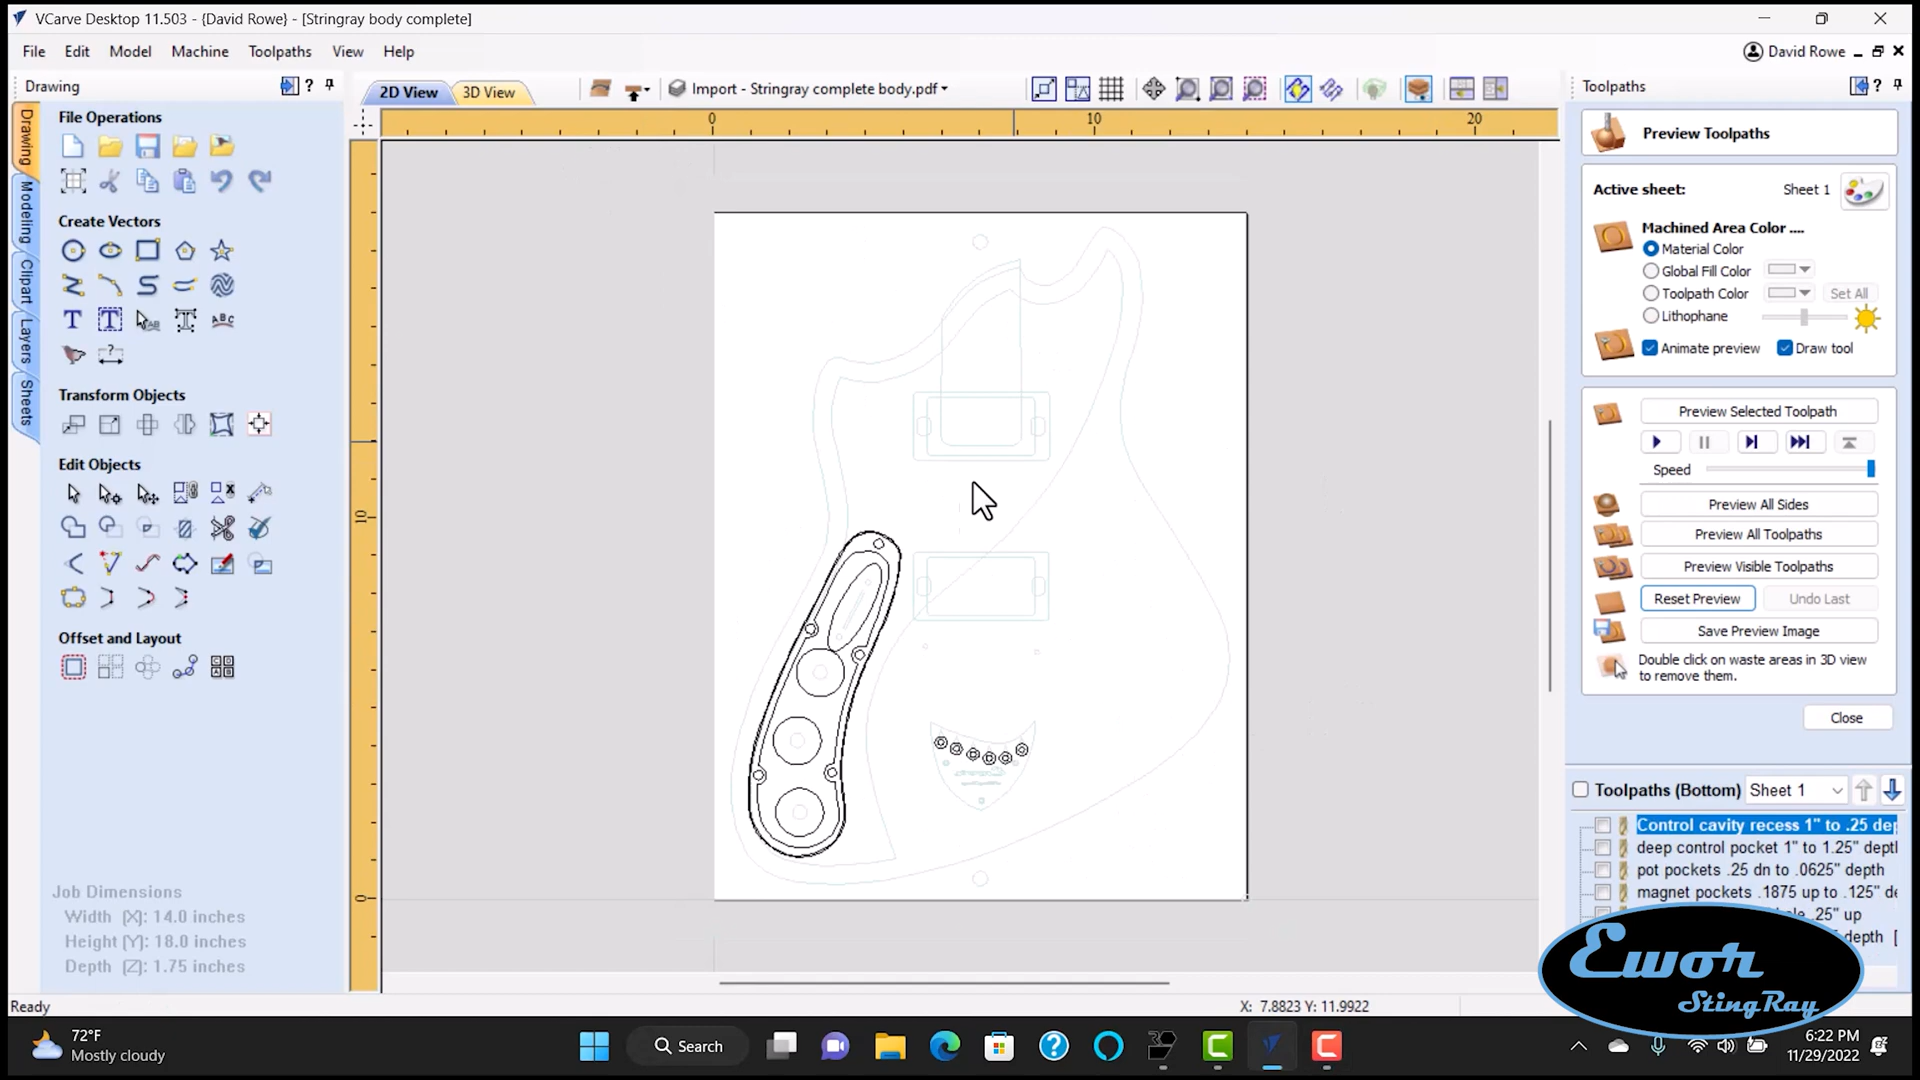 VCarve Desktop 11.503 - {David Rowe} - [Stringray body complete]
File Edit Model Machine Toolpaths View Help
David Rowe
Drawing
2D View
3D View
Import - Stringray complete body.pdf
Toolpaths
Drawing
Modeling
Clipart
Layers
Sheets
File Operations
Create Vectors
Transform Objects
Edit Objects
Offset and Layout
Job Dimensions
Width (X): 14.0 inches
Height (Y): 18.0 inches
Depth (Z): 1.75 inches
0 10 20
10
0
Preview Toolpaths
Active sheet: Sheet 1
Machined Area Color ....
Material Color
Global Fill Color
Toolpath Color Set All
Lithophane
Animate preview Draw tool
Preview Selected Toolpath
Speed
Preview All Sides
Preview All Toolpaths
Preview Visible Toolpaths
Reset Preview Undo Last
Save Preview Image
Double click on waste areas in 3D view
to remove them.
Close
Toolpaths (Bottom) Sheet 1
Control cavity recess 1" to .25 de
deep control pocket 1" to 1.25" dept
pot pockets .25 dn to .0625" depth
magnet pockets .1875 up to .125" de
.25" up
depth [
Ewor
StingRay
Ready
X: 7.8823 Y: 11.9922
72°F
Mostly cloudy
Search
6:22 PM
11/29/2022